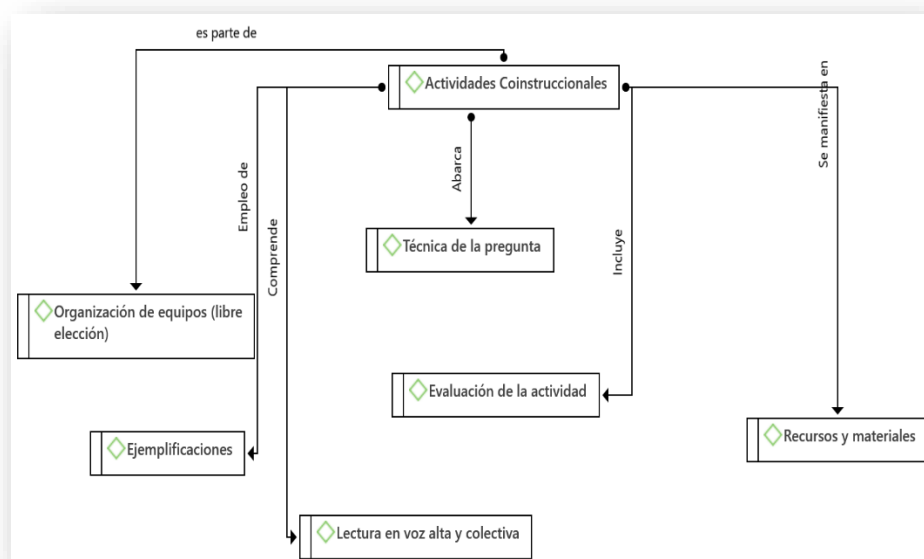 es parte de
Actividades Coinstruccionales
Se manifiesta en
Empleo de
Abarca
Comprende
Técnica de la pregunta
Incluye
Organización de equipos (libre
elección)
Evaluación de la actividad
Ejemplificaciones
Recursos y materiales
Lectura en voz alta y colectiva